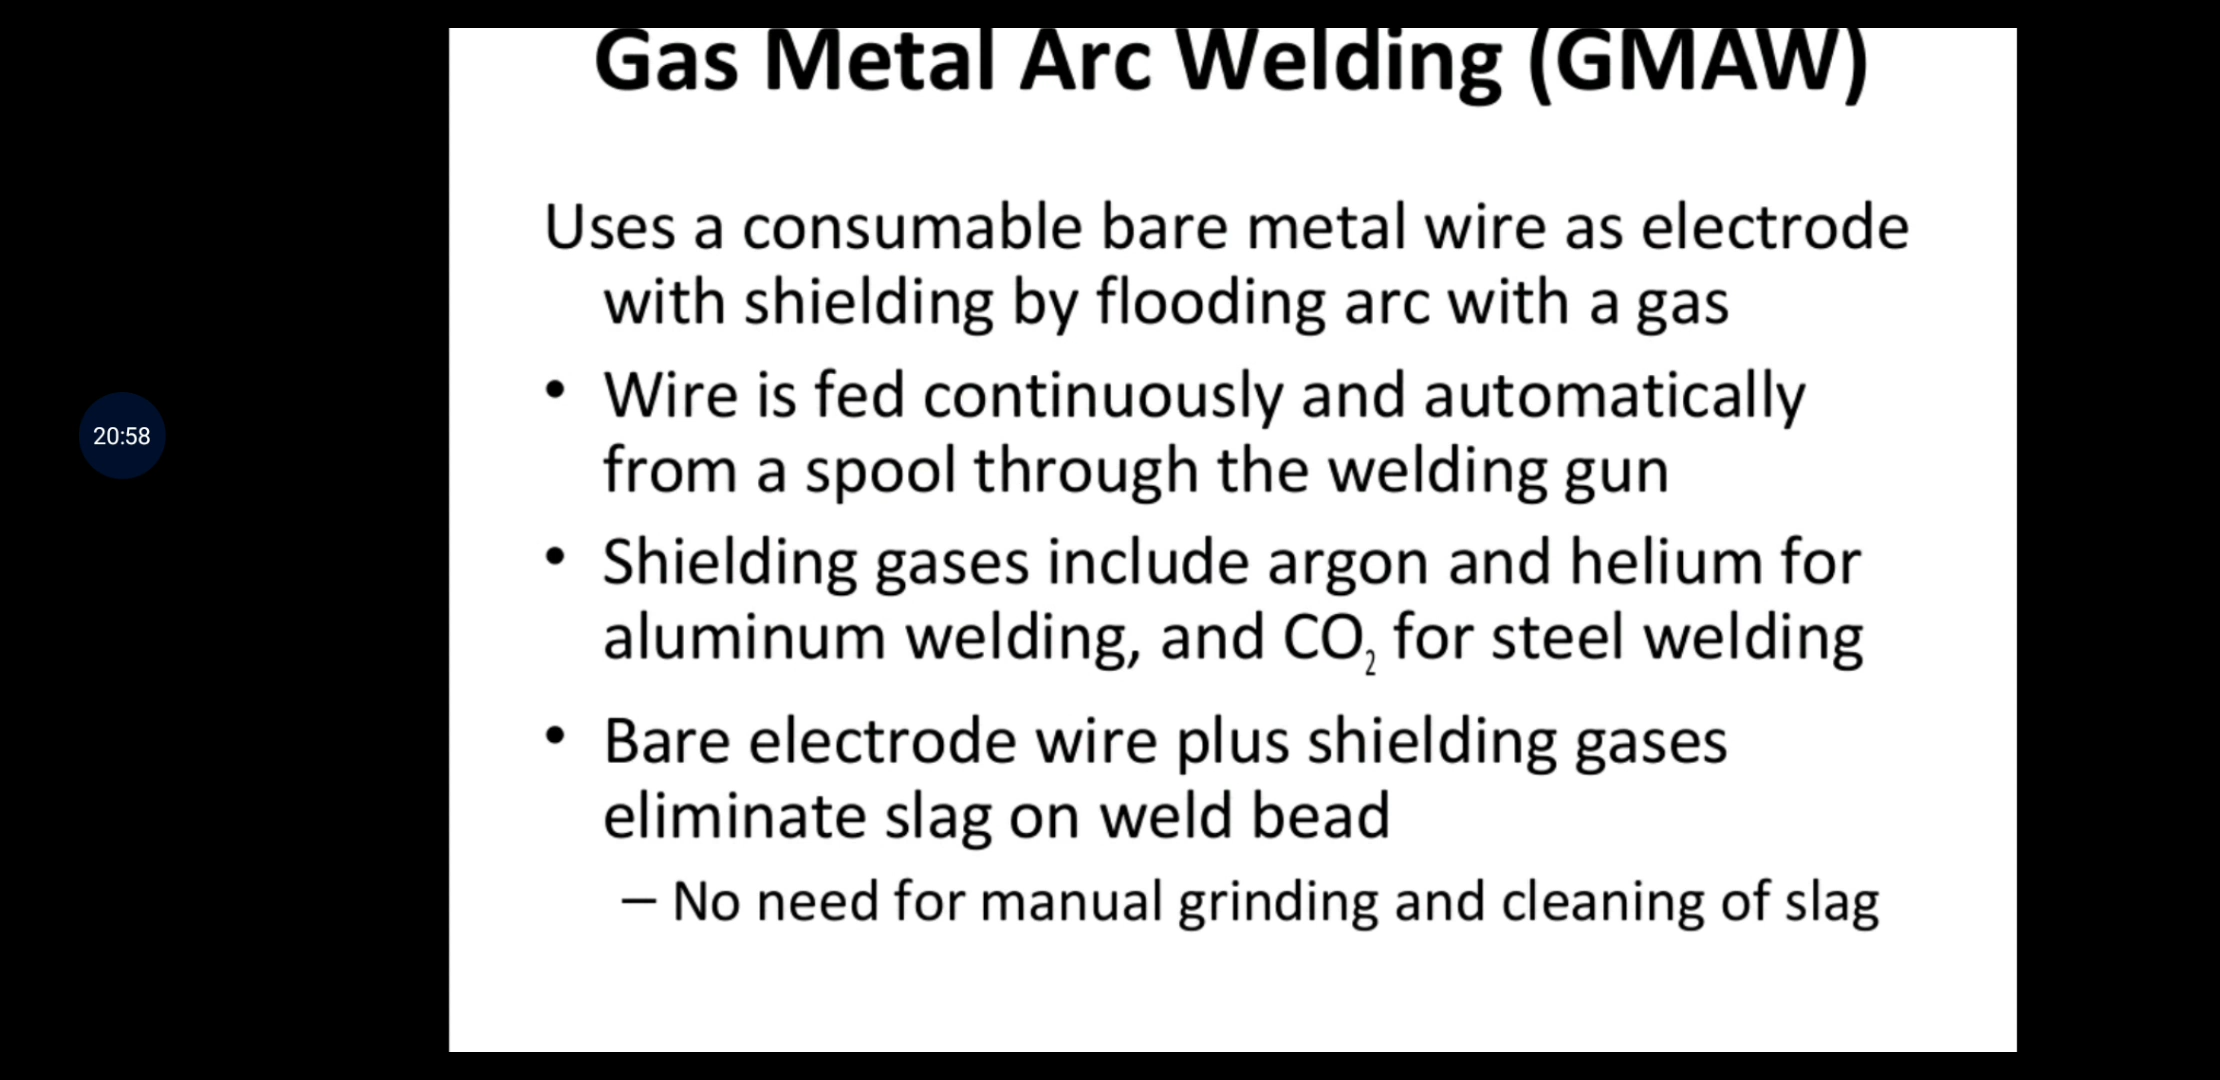 Gas Metal Arc Welding (GMAW)
Uses a consumable bare metal wire as electrode
with shielding by flooding arc with a gas
• Wire is fed continuously and automatically
from a spool through the welding gun
20:58
• Shielding gases include argon and helium for
aluminum welding, and CO₂ for steel welding
• Bare electrode wire plus shielding gases
eliminate slag on weld bead
– No need for manual grinding and cleaning of slag